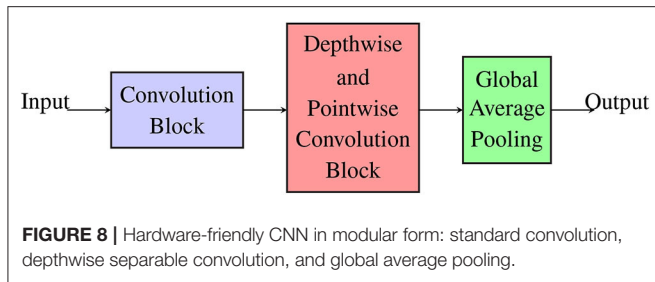 Input
Convolution
Block
Depthwise
and
Pointwise
Convolution
Block
Global
Average
Pooling
Output
FIGURE 8 | Hardware-friendly CNN in modular form: standard convolution,
depthwise separable convolution, and global average pooling.